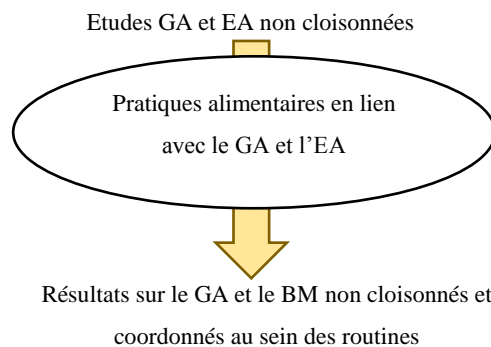 Etudes GA et EA non cloisonnées
Pratiques alimentaires en lien
avec le GA et l’EA
Résultats sur le GA et le BM non cloisonnés et
coordonnés au sein des routines